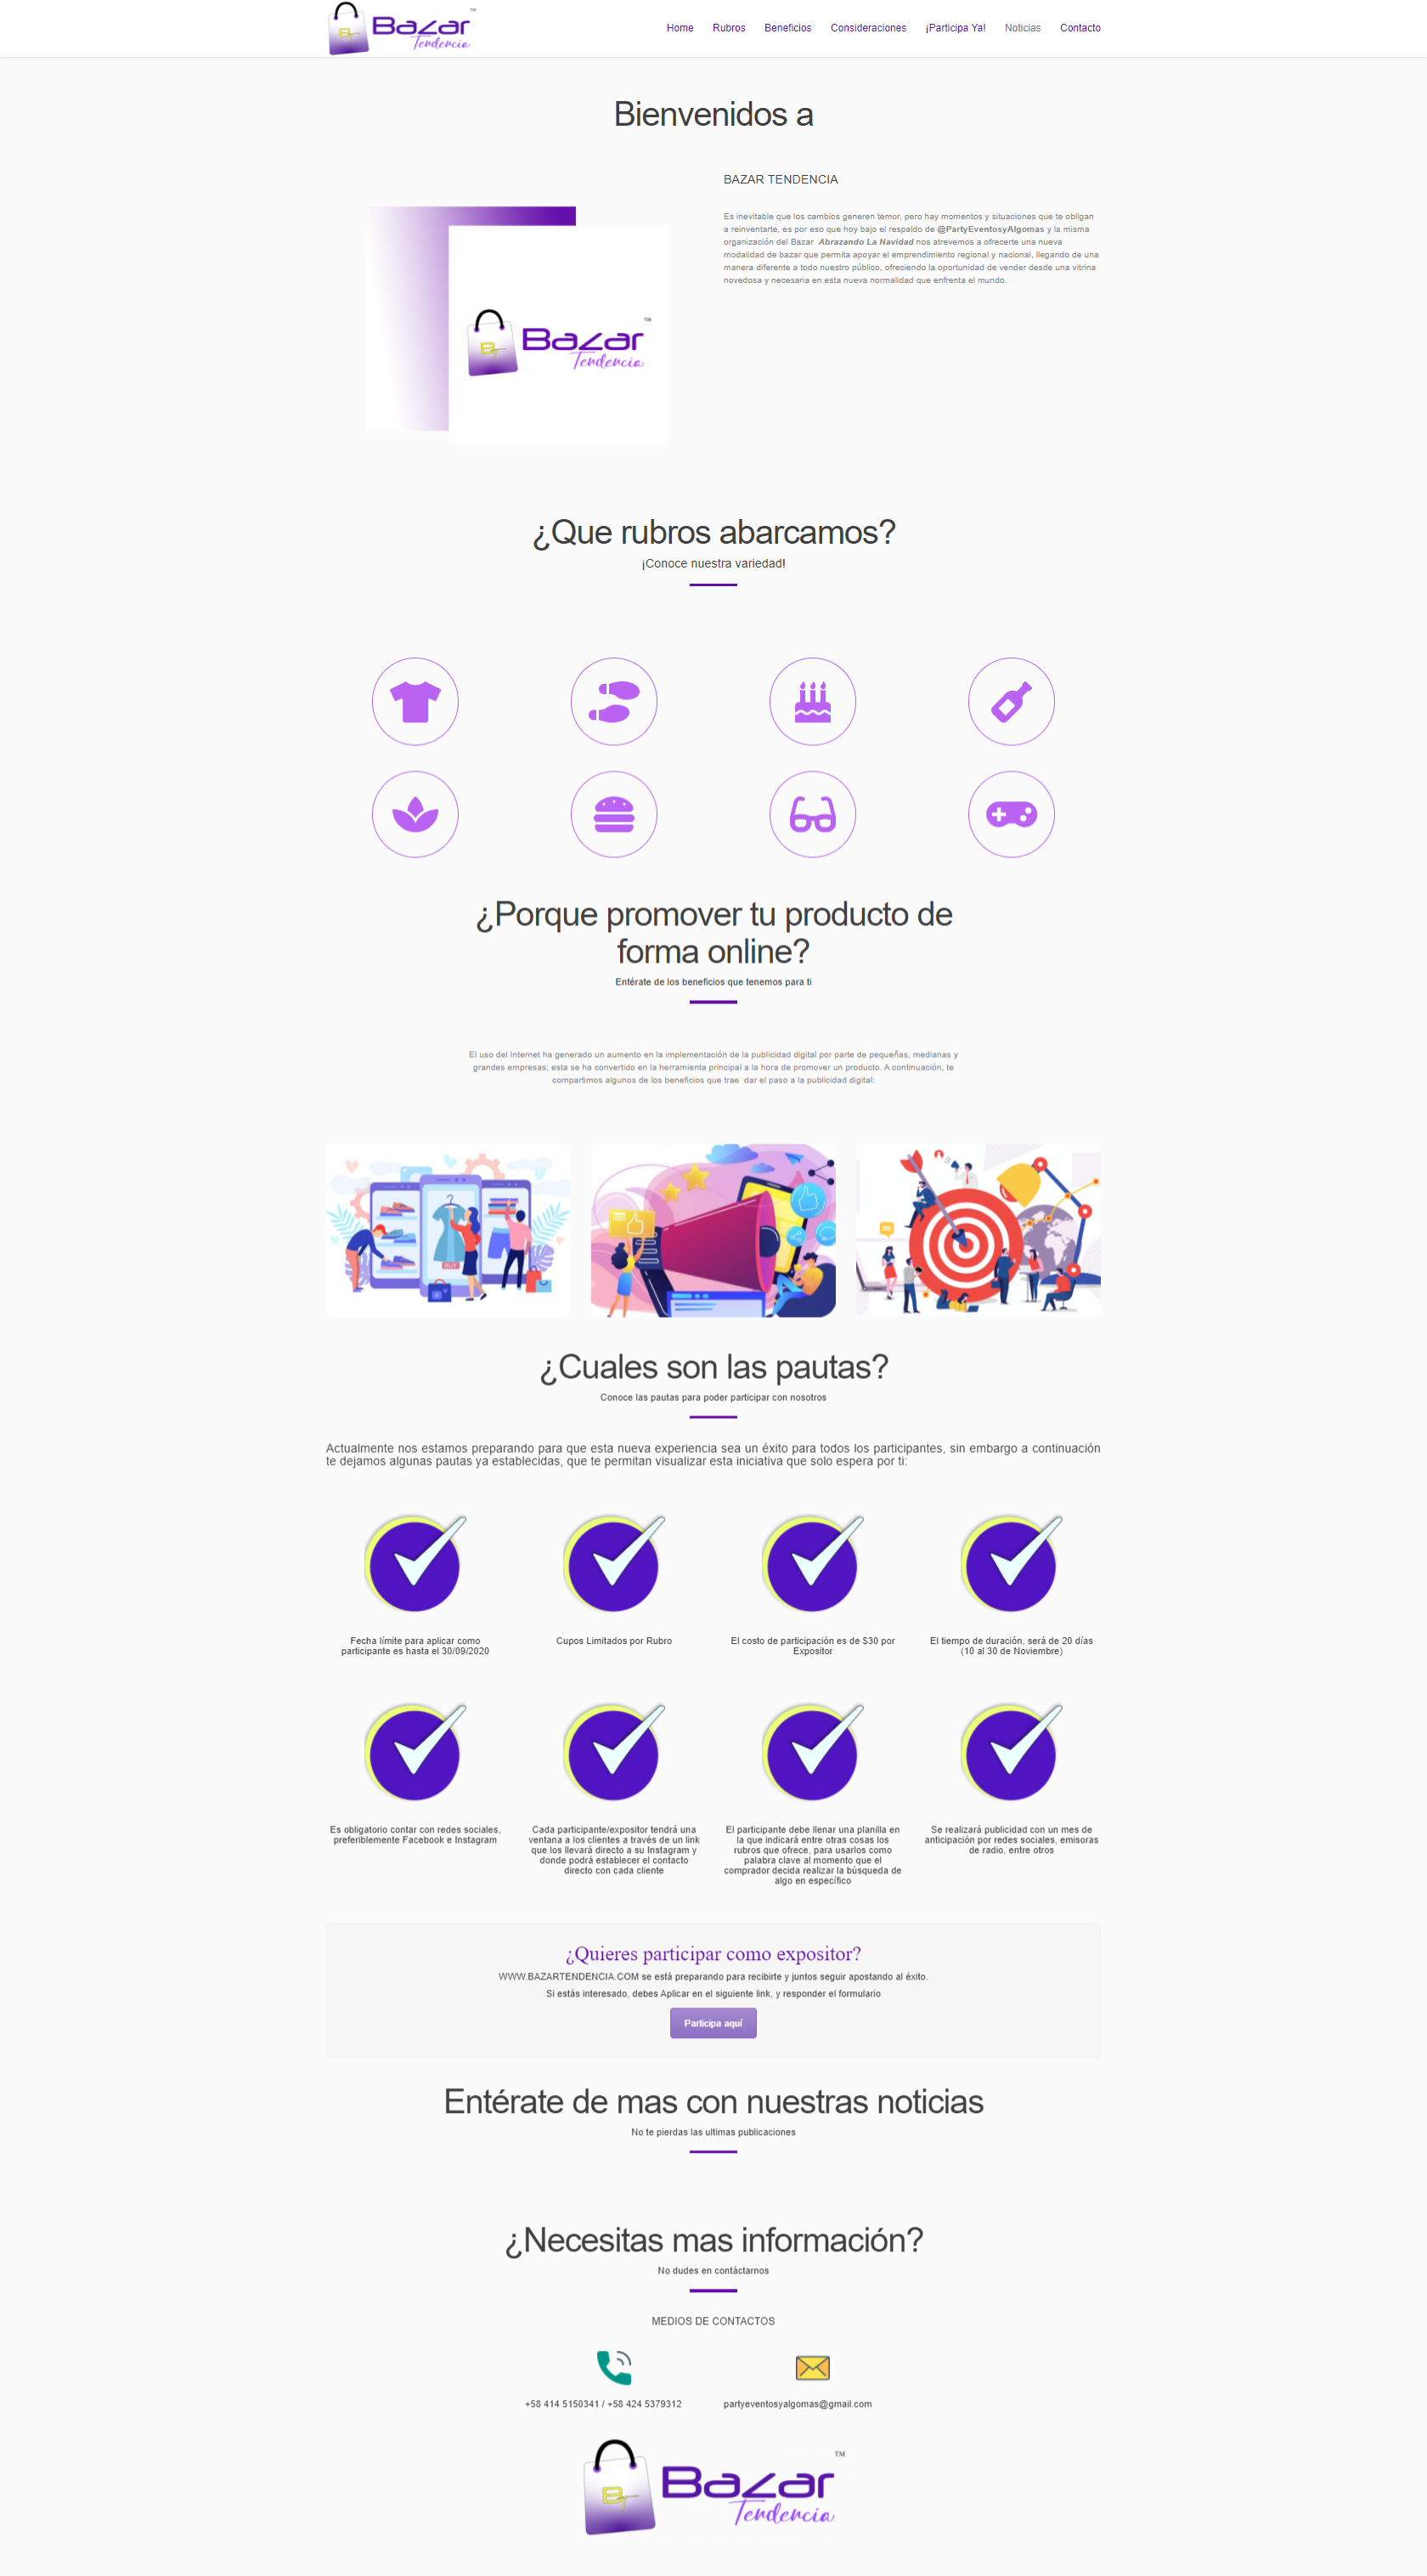 Bazar
Tendencia
™
Home Rubros Beneficios Consideraciones ¡Participa Ya! Noticias Contacto
Bienvenidos a
BAZAR TENDENCIA
Es inevitable que los cambios generen temor, pero hay momentos y situaciones que te obligan
a reinventarte, es por eso que hoy bajo el respaldo de @PartyEventosyAlgomas y la misma
organización del Bazar Abrazando La Navidad nos atrevemos a ofrecerte una nueva
modalidad de bazar que permita apoyar el emprendimiento regional y nacional, llegando de una
manera diferente a todo nuestro público, ofreciendo la oportunidad de vender desde una vitrina
novedosa y necesaria en esta nueva normalidad que enfrenta el mundo.
Bazar
Tendencia
™
¿Que rubros abarcamos?
¡Conoce nuestra variedad!
¿Porque promover tu producto de
forma online?
Entérate de los beneficios que tenemos para ti
El uso del Internet ha generado un aumento en la implementación de la publicidad digital por parte de pequeñas, medianas y
grandes empresas; esta se ha convertido en la herramienta principal a la hora de promover un producto. A continuación, te
compartimos algunos de los beneficios que trae dar el paso a la publicidad digital:
BUY
¿Cuales son las pautas?
Conoce las pautas para poder participar con nosotros
Actualmente nos estamos preparando para que esta nueva experiencia sea un éxito para todos los participantes, sin embargo a continuación
te dejamos algunas pautas ya establecidas, que te permitan visualizar esta iniciativa que solo espera por ti:
Fecha límite para aplicar como
participante es hasta el 30/09/2020
Cupos Limitados por Rubro
El costo de participación es de $30 por
Expositor
El tiempo de duración, será de 20 días
(10 al 30 de Noviembre)
Es obligatorio contar con redes sociales,
preferiblemente Facebook e Instagram
Cada participante/expositor tendrá una
ventana a los clientes a través de un link
que los llevará directo a su Instagram y
donde podrá establecer el contacto
directo con cada cliente
El participante debe llenar una planilla en
la que indicará entre otras cosas los
rubros que ofrece, para usarlos como
palabra clave al momento que el
comprador decida realizar la búsqueda de
algo en específico
Se realizará publicidad con un mes de
anticipación por redes sociales, emisoras
de radio, entre otros
¿Quieres participar como expositor?
WWW.BAZARTENDENCIA.COM se está preparando para recibirte y juntos seguir apostando al éxito.
Si estás interesado, debes Aplicar en el siguiente link, y responder el formulario
Participa aquí
Entérate de mas con nuestras noticias
No te pierdas las ultimas publicaciones
¿Necesitas mas información?
No dudes en contáctarnos
MEDIOS DE CONTACTOS
+58 414 5150341 / +58 424 5379312
partyeventosyalgomas@gmail.com
Bazar
Tendencia
™